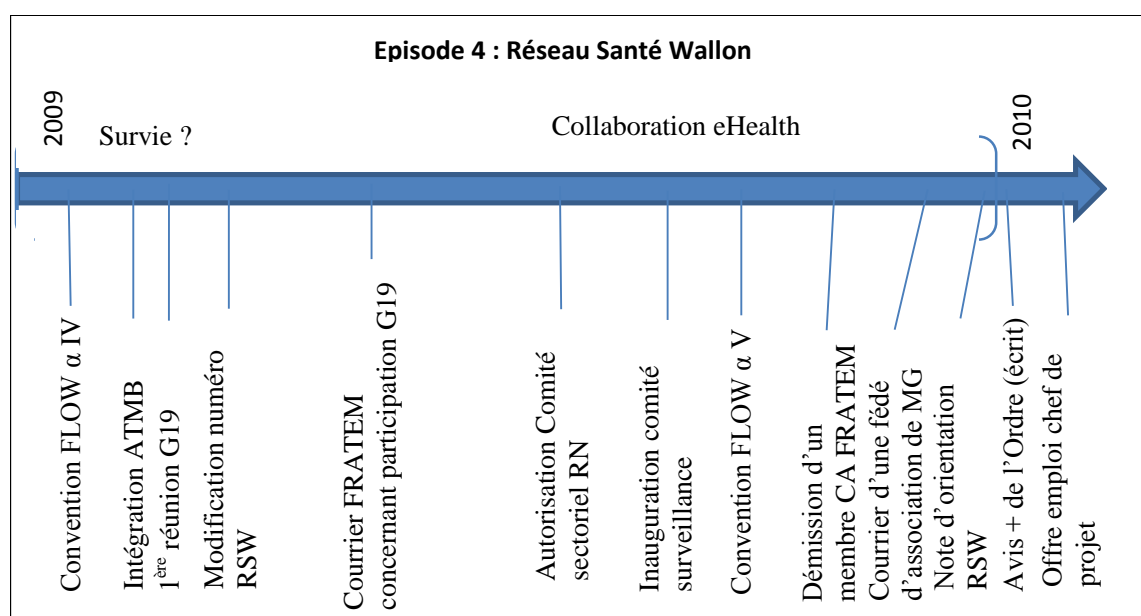 Episode 4 : Réseau Santé Wallon
2009
Survie ?
Collaboration eHealth
2010
Convention FLOW α IV
Intégration ATMB
1ère réunion G19
Modification numéro
RSW
Courrier FRATEM
concernant participation G19
Autorisation Comité
sectoriel RN
Inauguration comité
surveillance
Convention FLOW α V
Démission d’un
membre CA FRATEM
Courrier d’une fédé
d’association de MG
Note d’orientation
RSW
Avis + de l’Ordre (écrit)
Offre emploi chef de
projet